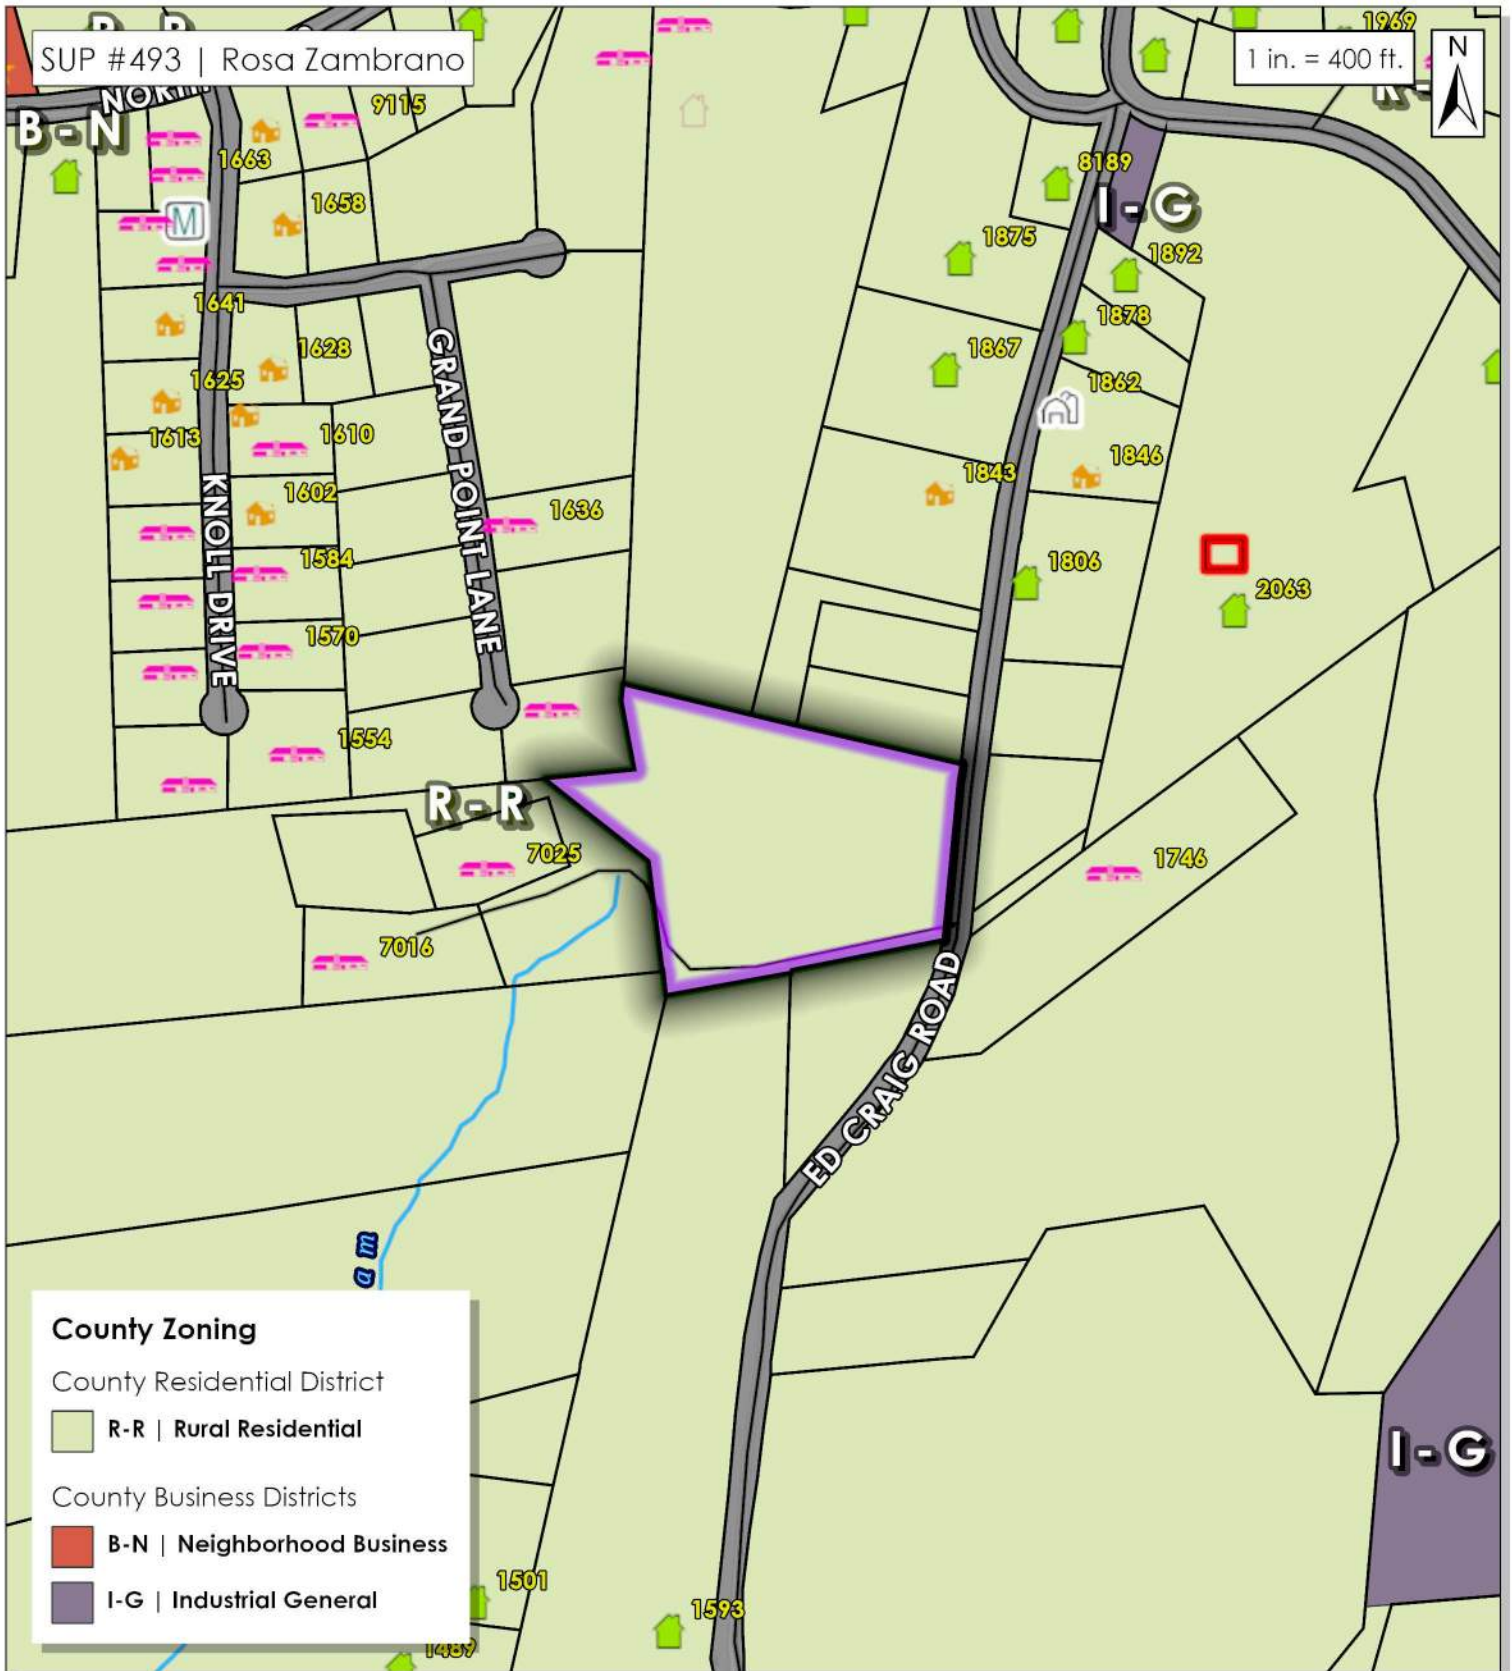 SUP #493 | Rosa Zambrano
1 in. = 400 ft.
N
1969
B - N
9115
1663
1658
8189
I - G
1875
1892
M
1641
1878
1628
1867
1862
1625
1613
1610
1846
1843
1602
GRAND POINT LANE
KNOLL DRIVE
1636
1584
1806
2063
1570
1554
R - R
7025
1746
7016
ED CRAIG ROAD
a m
County Zoning
County Residential District
R-R | Rural Residential
County Business Districts
B-N | Neighborhood Business
I-G | Industrial General
I - G
1501
1593
1489